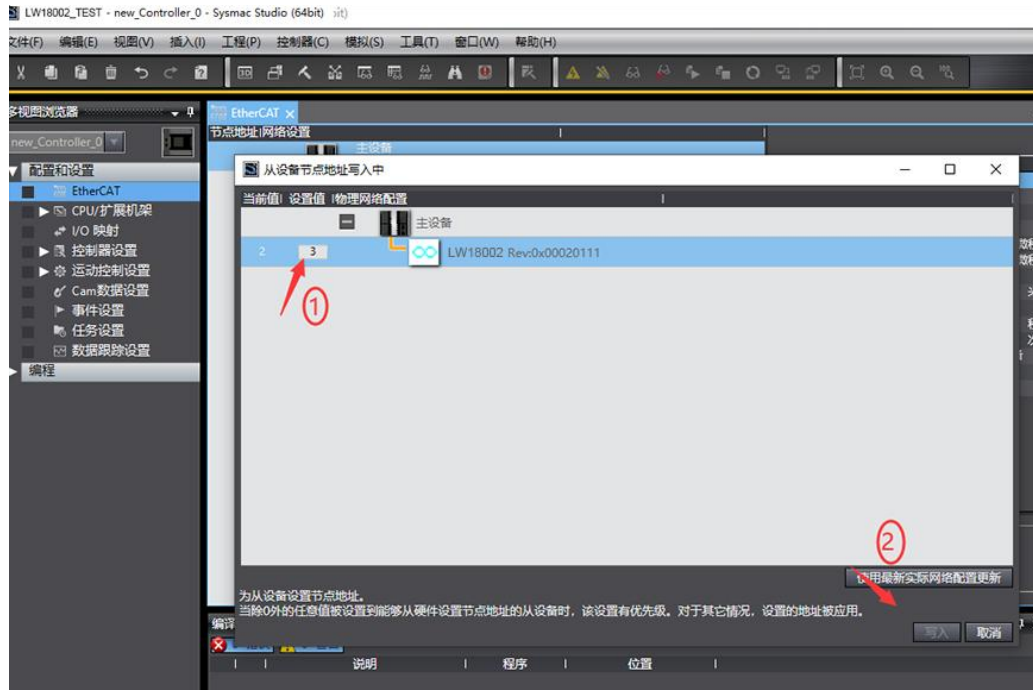 LW18002_TEST - new_Controller_0 - Sysmac Studio (64bit)
文件(F) 编辑(E) 视图(V) 插入(I) 工程(P) 控制器(C) 模拟(S) 工具(T) 窗口(W) 帮助(H)
多视图浏览器
new_Controller_0
配置和设置
EtherCAT
CPU/扩展机架
I/O 映射
控制器设置
运动控制设置
Cam数据设置
事件设置
任务设置
数据跟踪设置
编程
EtherCAT
节点地址 网络设置
主设备
从设备节点地址写入中
当前值 设置值 物理网络配置
主设备
2 3 LW18002 Rev:0x00020111
1
2
使用最新实际网络配置更新
为从设备设置节点地址。
当除0外的任意值被设置到能够从硬件设置节点地址的从设备时，该设置有优先级。对于其它情况，设置的地址被应用。
写入 取消
说明 程序 位置